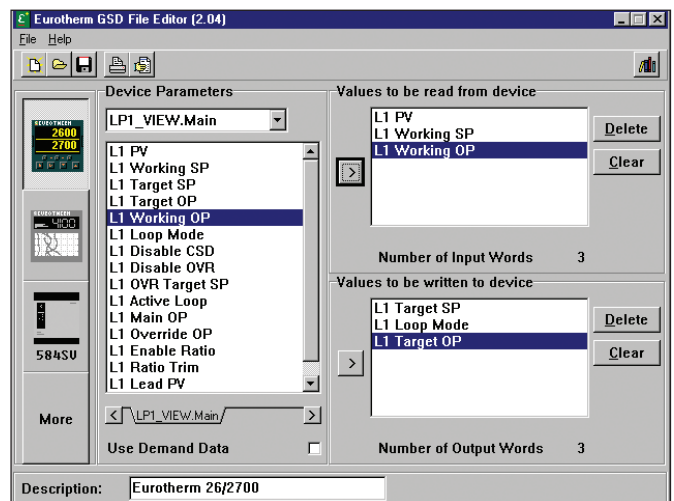 Eurotherm GSD File Editor (2.04)
File Help
EUROTHERM
2600
2700
EUROTHERM
4100
584SV
More
Device Parameters
LP1_VIEW.Main
L1 PV
L1 Working SP
L1 Target SP
L1 Target OP
L1 Working OP
L1 Loop Mode
L1 Disable CSD
L1 Disable OVR
L1 OVR Target SP
L1 Active Loop
L1 Main OP
L1 Override OP
L1 Enable Ratio
L1 Ratio Trim
L1 Lead PV
LP1_VIEW.Main
Use Demand Data
Values to be read from device
L1 PV
L1 Working SP
L1 Working OP
Delete
Clear
Number of Input Words 3
Values to be written to device
L1 Target SP
L1 Loop Mode
L1 Target OP
Delete
Clear
Number of Output Words 3
Description: Eurotherm 26/2700